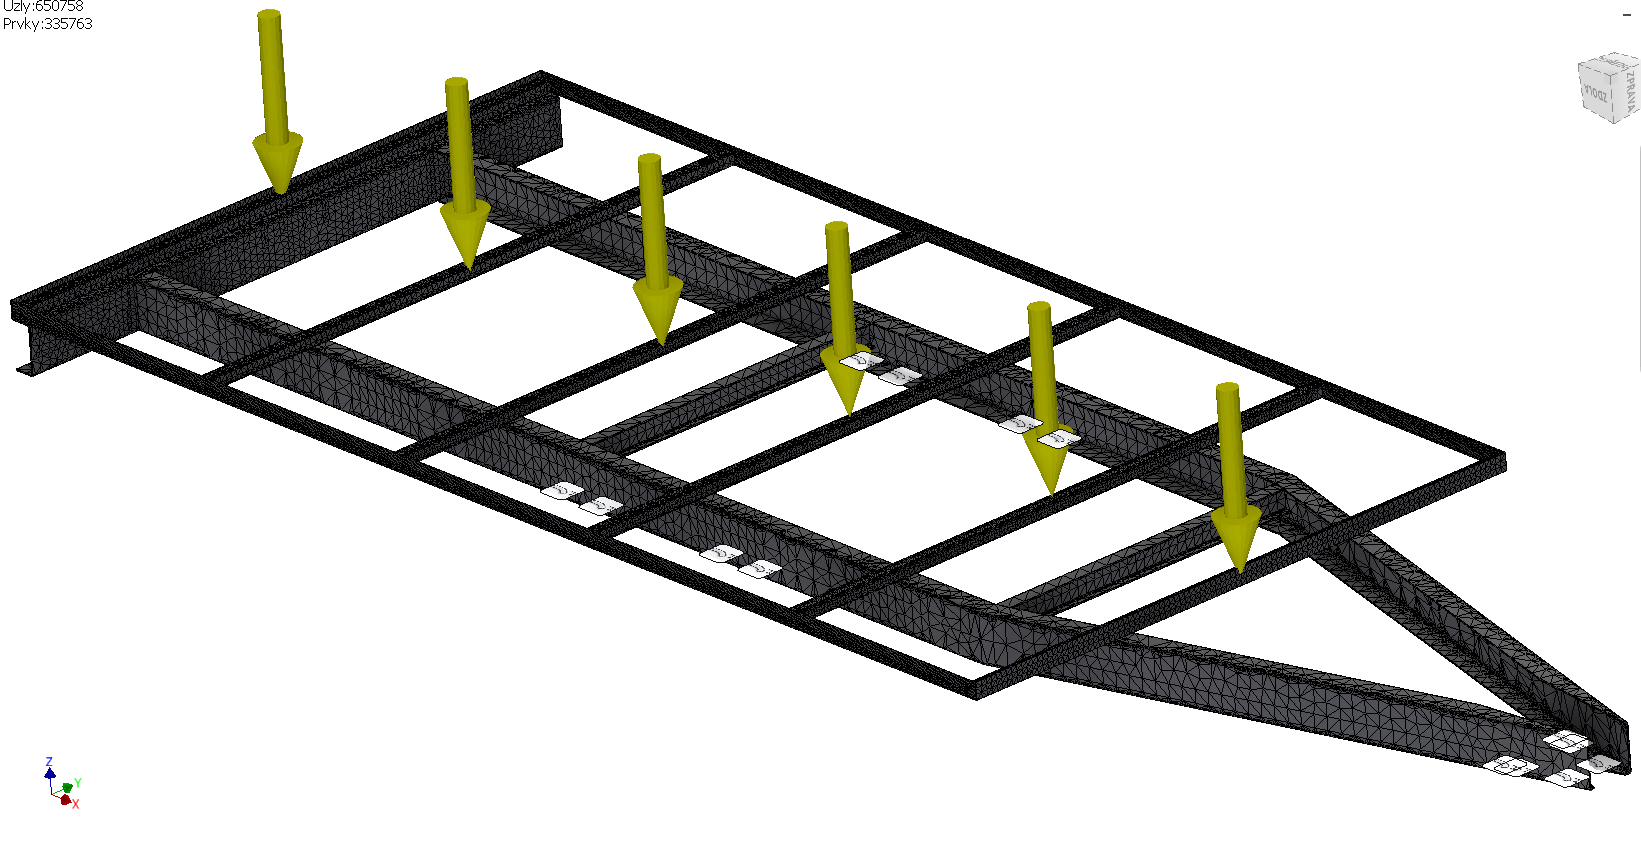 Uzly:650758
Prvky:335763
ZPRAVA
ZDOLA
Z
Y
X